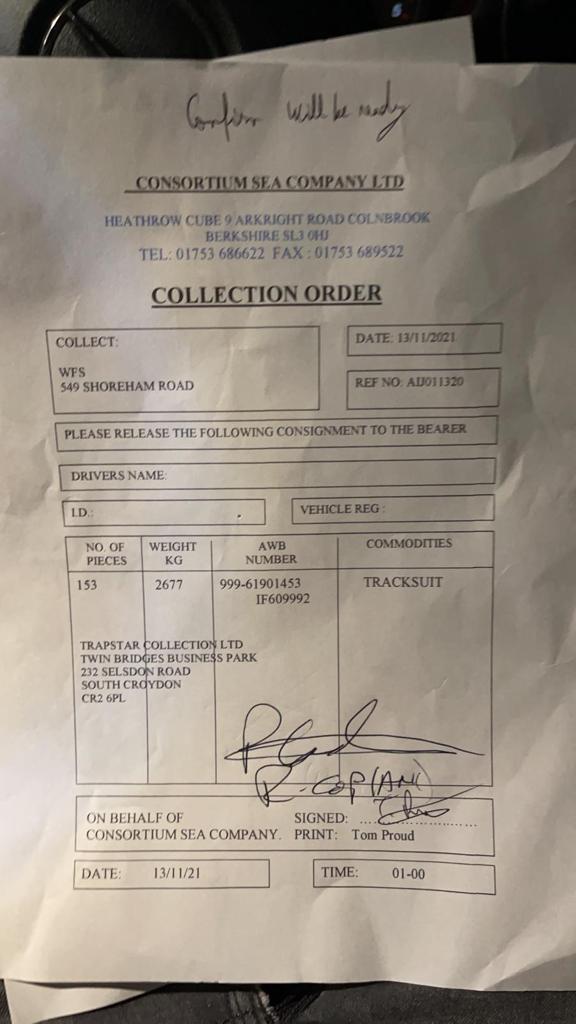 Confirm will be ready
CONSORTIUM SEA COMPANY LTD
HEATHROW CUBE 9 ARKRIGHT ROAD COLNBROOK
BERKSHIRE SL3 0HJ
TEL: 01753 686622 FAX : 01753 689522
COLLECTION ORDER
COLLECT:
WFS
549 SHOREHAM ROAD
DATE: 13/11/2021
REF NO: AIJ011320
PLEASE RELEASE THE FOLLOWING CONSIGNMENT TO THE BEARER
DRIVERS NAME:
I.D.:
VEHICLE REG :
NO. OF PIECES
WEIGHT KG
AWB NUMBER
COMMODITIES
153
2677
999-61901453
IF609992
TRACKSUIT
TRAPSTAR COLLECTION LTD
TWIN BRIDGES BUSINESS PARK
232 SELSDON ROAD
SOUTH CROYDON
CR2 6PL
ON BEHALF OF
CONSORTIUM SEA COMPANY.
SIGNED:
PRINT: Tom Proud
DATE: 13/11/21
TIME: 01-00